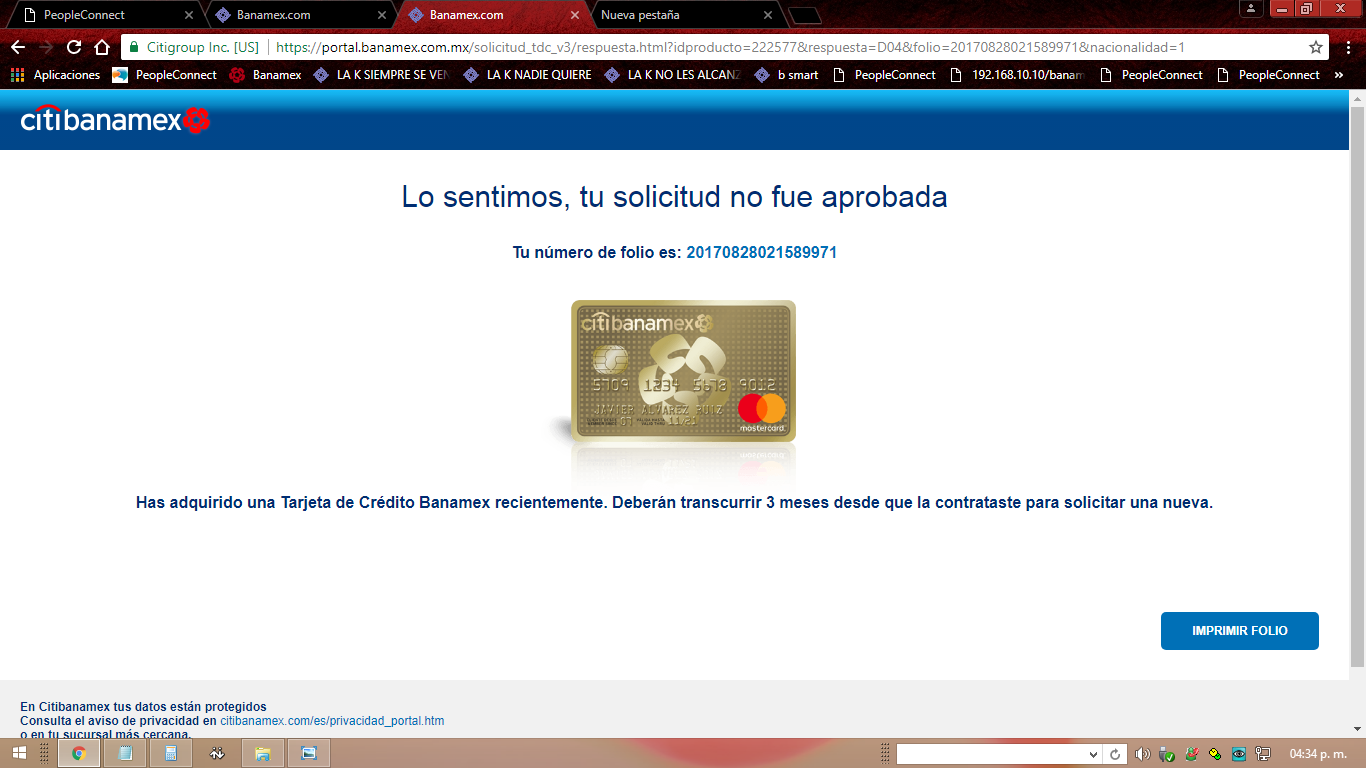 PeopleConnect
Banamex.com
Banamex.com
Nueva pestaña
Citigroup Inc. [US]
https://portal.banamex.com.mx/solicitud_tdc_v3/respuesta.html?idproducto=222577&respuesta=D04&folio=20170828021589971&nacionalidad=1
Aplicaciones
PeopleConnect
Banamex
LA K SIEMPRE SE VEN
LA K NADIE QUIERE
LA K NO LES ALCANZ
b smart
PeopleConnect
192.168.10.10/banam
PeopleConnect
PeopleConnect
»
citibanamex
Lo sentimos, tu solicitud no fue aprobada
Tu número de folio es: 20170828021589971
citibanamex
5709 1234 5678 9012
JAVIER ALVAREZ RUIZ
07 11/21
mastercard
Has adquirido una Tarjeta de Crédito Banamex recientemente. Deberán transcurrir 3 meses desde que la contrataste para solicitar una nueva.
IMPRIMIR FOLIO
En Citibanamex tus datos están protegidos
Consulta el aviso de privacidad en citibanamex.com/es/privacidad_portal.htm
o en tu sucursal más cercana.
04:34 p. m.